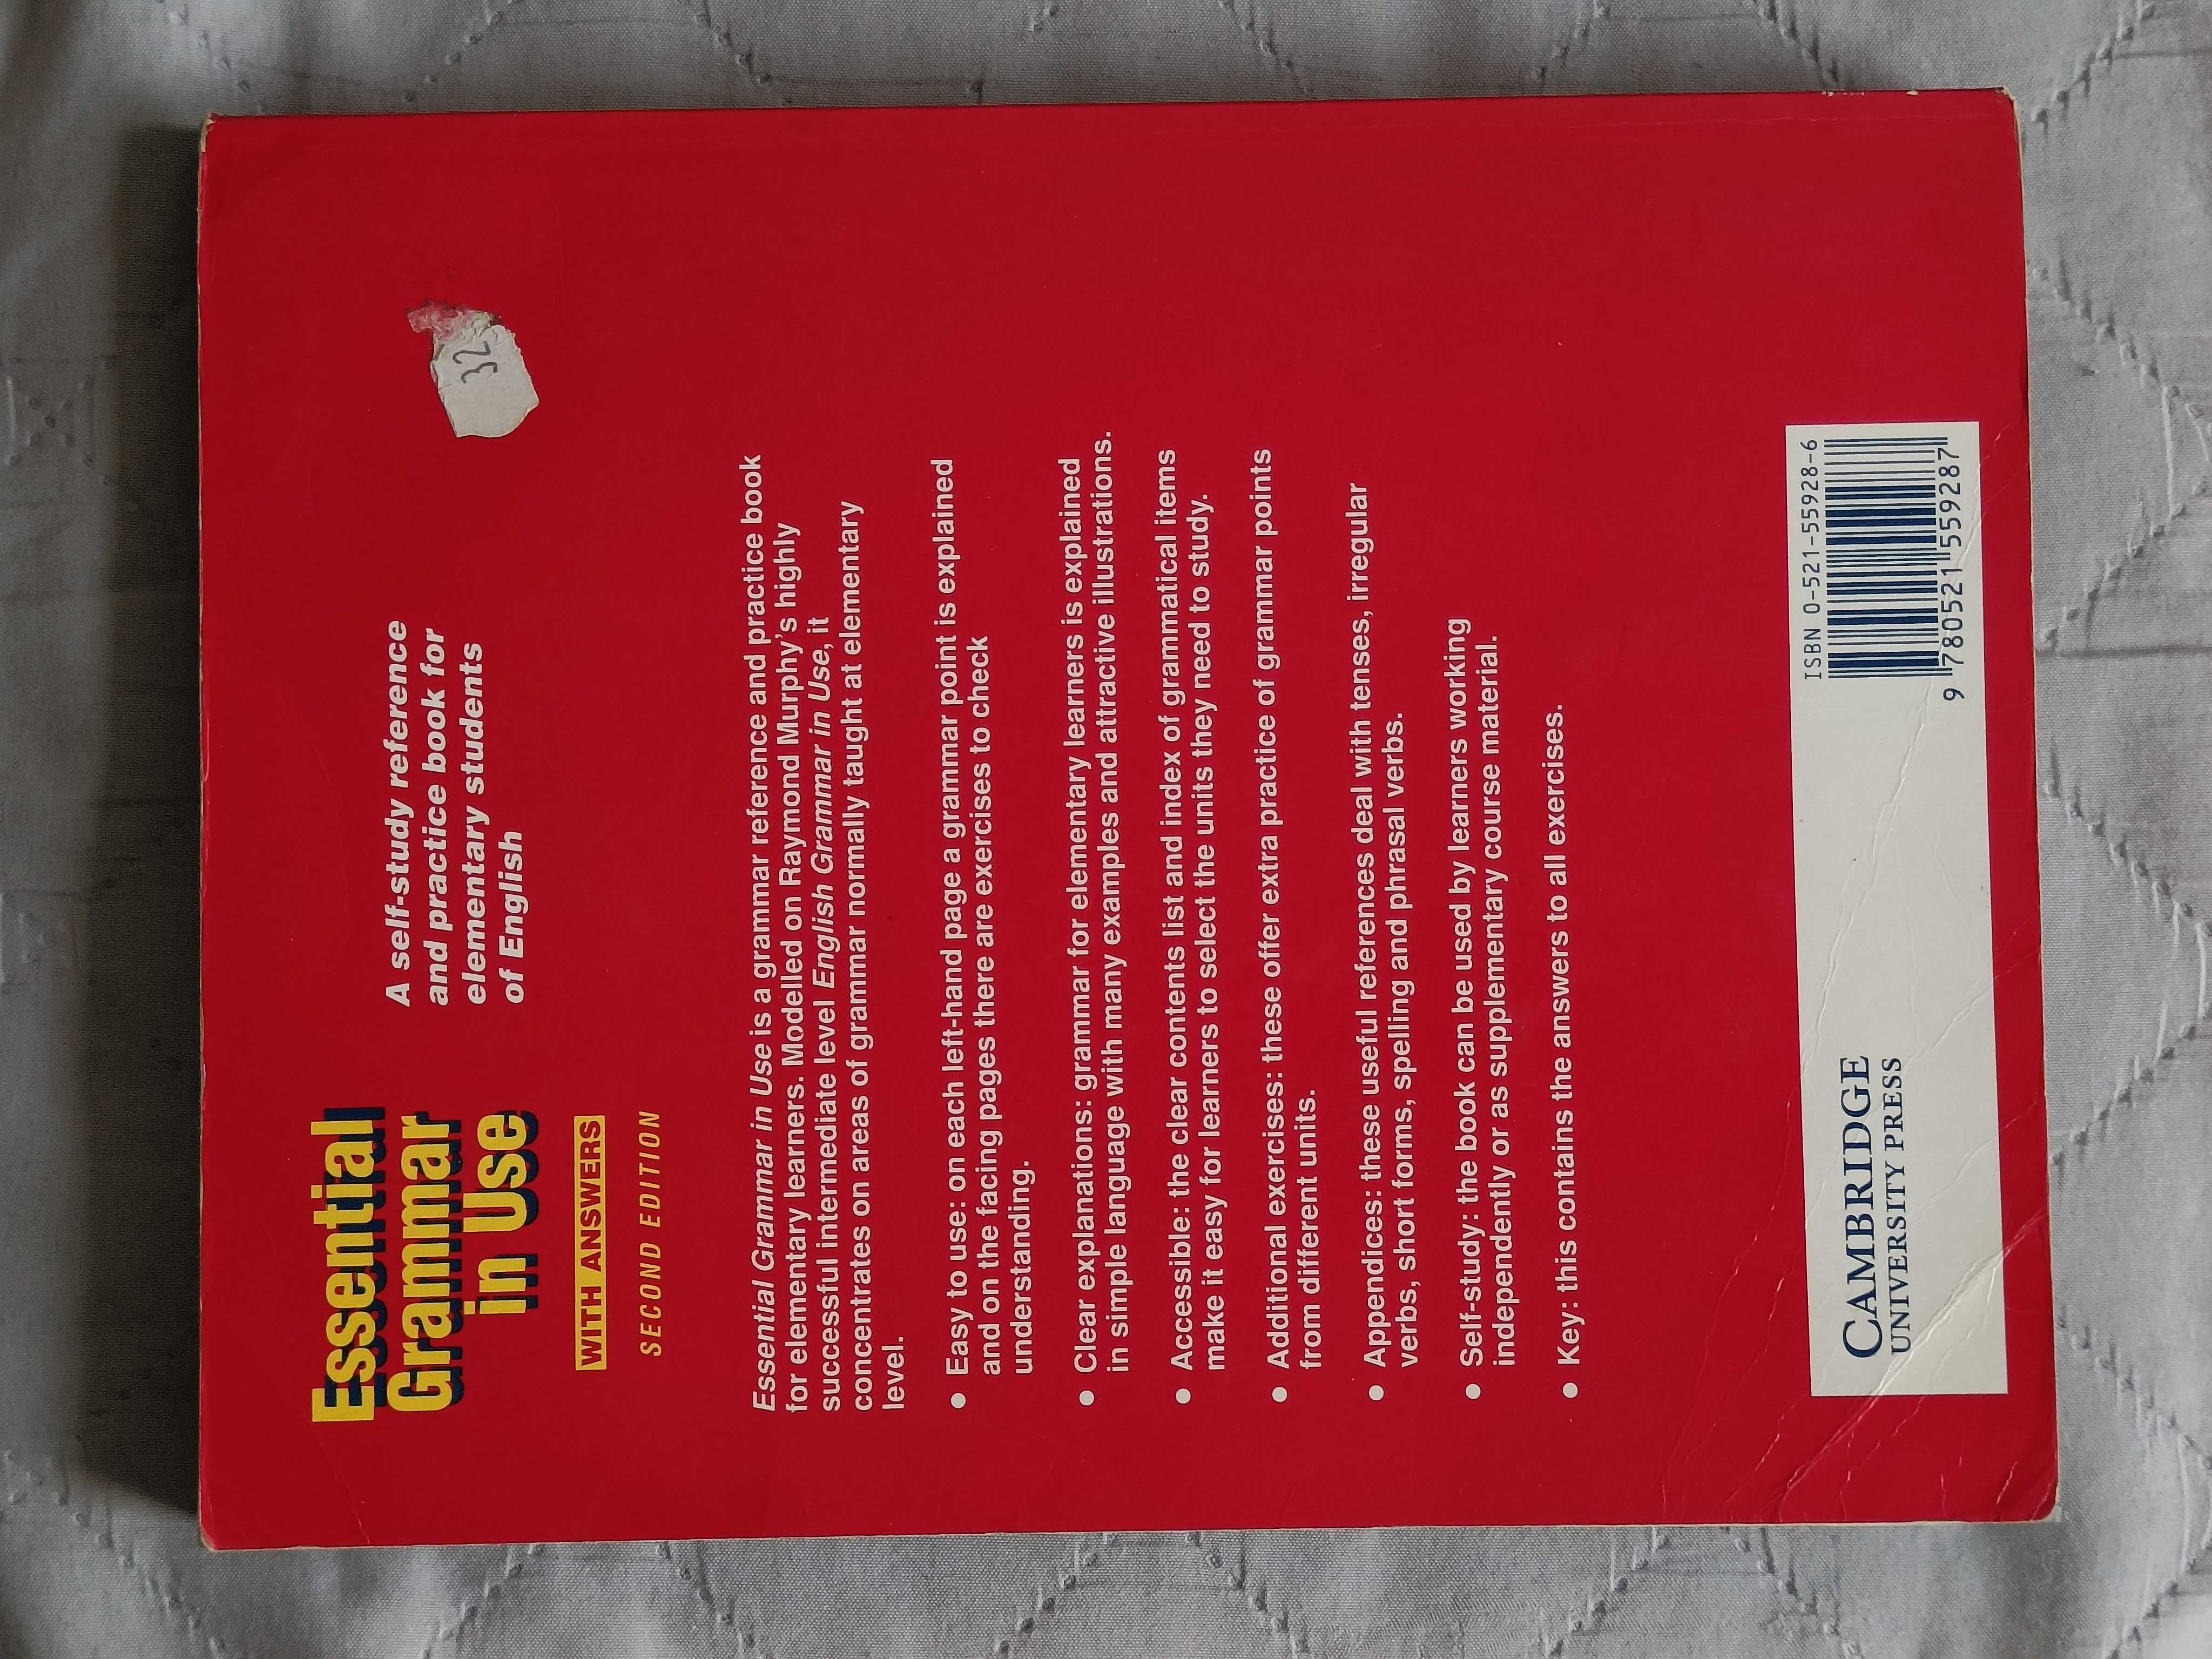 Essential
Grammar
in Use
WITH ANSWERS
SECOND EDITION
A self-study reference
and practice book for
elementary students
of English
32
Essential Grammar in Use is a grammar reference and practice book
for elementary learners. Modelled on Raymond Murphy's highly
successful intermediate level English Grammar in Use, it
concentrates on areas of grammar normally taught at elementary
level.
● Easy to use: on each left-hand page a grammar point is explained
and on the facing pages there are exercises to check
understanding.
● Clear explanations: grammar for elementary learners is explained
in simple language with many examples and attractive illustrations.
● Accessible: the clear contents list and index of grammatical items
make it easy for learners to select the units they need to study.
● Additional exercises: these offer extra practice of grammar points
from different units.
● Appendices: these useful references deal with tenses, irregular
verbs, short forms, spelling and phrasal verbs.
● Self-study: the book can be used by learners working
independently or as supplementary course material.
● Key: this contains the answers to all exercises.
CAMBRIDGE
UNIVERSITY PRESS
ISBN 0-521-55928-6
9 780521 559287